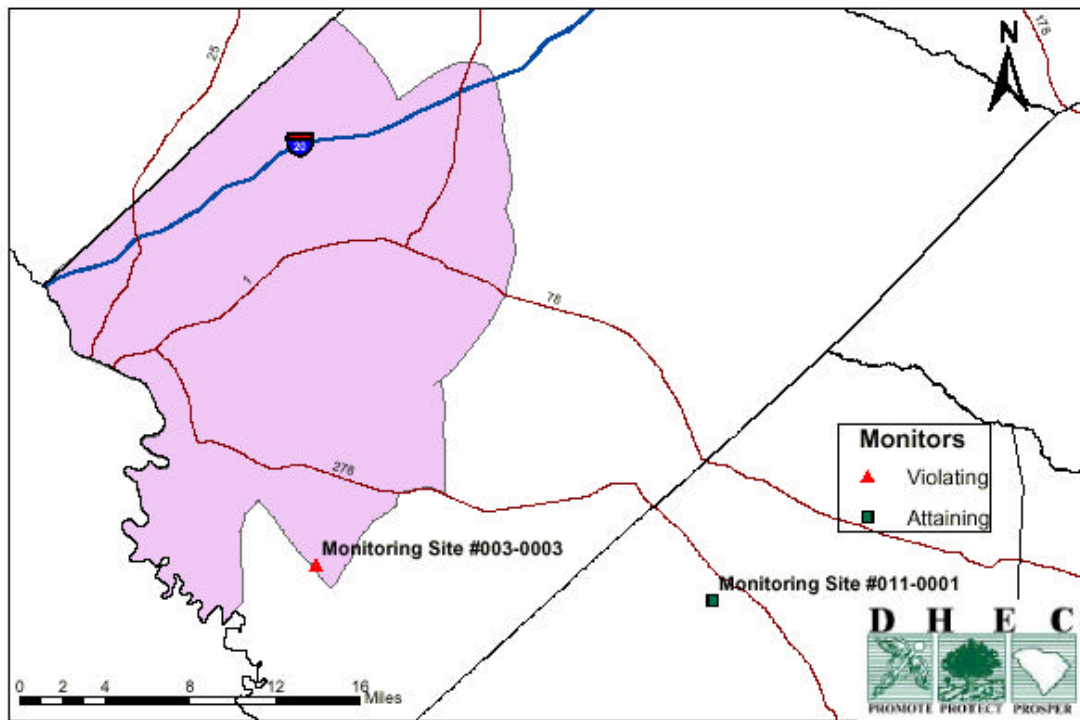 25
178
N
20
1
78
278
Monitors
Violating
Attaining
Monitoring Site #003-0003
Monitoring Site #011-0001
0 2 4 8 12 16 Miles
D H E C
PROMOTE PROTECT PROSPER